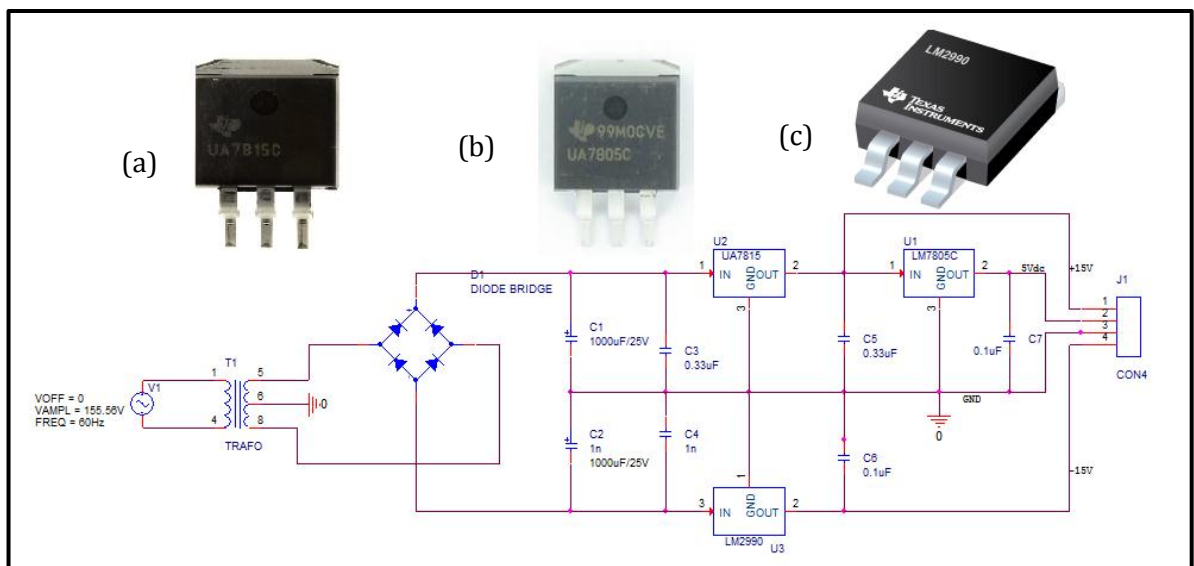 (a)
UA7815C
(b)
99M0CVE
UA7805C
(c)
LM2990
TEXAS
INSTRUMENTS
D1
DIODE BRIDGE
U2
UA7815
1
IN
GND
OUT
2
3
U1
LM7805C
1
IN
GND
OUT
2
3
5Vdc
+15V
J1
1
2
3
4
CON4
C1
1000uF/25V
C3
0.33uF
C5
0.33uF
0.1uF
C7
V1
VOFF = 0
VAMPL = 155.56V
FREQ = 60Hz
T1
1
4
5
6
8
TRAFO
0
GND
0
C2
1n
1000uF/25V
C4
1n
C6
0.1uF
-15V
3
IN
1
GND
OUT
2
LM2990
U3